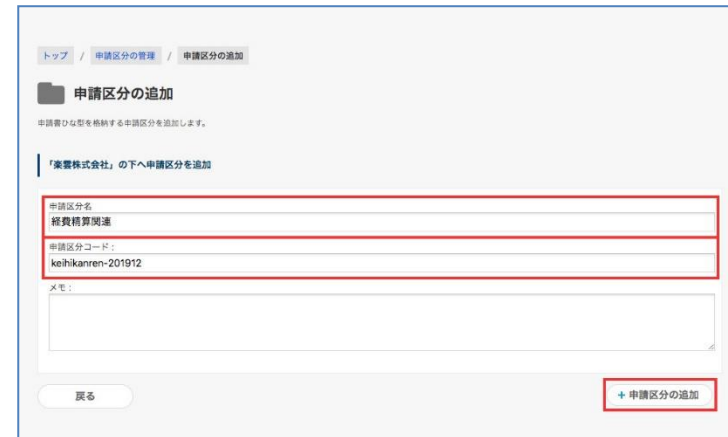 トップ / 申請区分の管理 / 申請区分の追加
申請区分の追加
申請書ひな型を格納する申請区分を追加します。
「楽雲株式会社」の下へ申請区分を追加
申請区分名
経費精算関連
申請区分コード：
keihikanren-201912
メモ：
戻る
+ 申請区分の追加